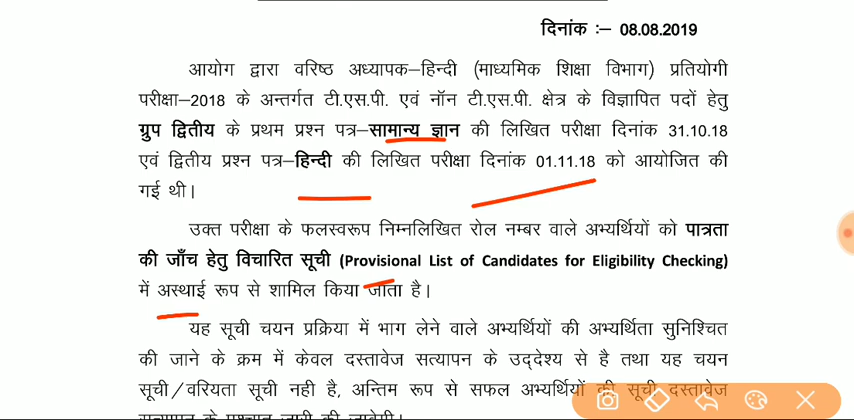 दिनांक :– 08.08.2019
आयोग द्वारा वरिष्ठ अध्यापक–हिन्दी (माध्यमिक शिक्षा विभाग) प्रतियोगी
परीक्षा–2018 के अन्तर्गत टी.एस.पी. एवं नॉन टी.एस.पी. क्षेत्र के विज्ञापित पदों हेतु
ग्रुप द्वितीय के प्रथम प्रश्न पत्र–सामान्य ज्ञान की लिखित परीक्षा दिनांक 31.10.18
एवं द्वितीय प्रश्न पत्र–हिन्दी की लिखित परीक्षा दिनांक 01.11.18 को आयोजित की
गई थी।
उक्त परीक्षा के फलस्वरूप निम्नलिखित रोल नम्बर वाले अभ्यर्थियों को पात्रता
की जाँच हेतु विचारित सूची (Provisional List of Candidates for Eligibility Checking)
में अस्थाई रूप से शामिल किया जाता है।
यह सूची चयन प्रक्रिया में भाग लेने वाले अभ्यर्थियों की अभ्यर्थिता सुनिश्चित
की जाने के क्रम में केवल दस्तावेज सत्यापन के उद्देश्य से है तथा यह चयन
सूची/वरियता सूची नही है, अन्तिम रूप से सफल अभ्यर्थियों की सूची दस्तावेज
सत्यापन के पश्चात जारी की जावेगी।